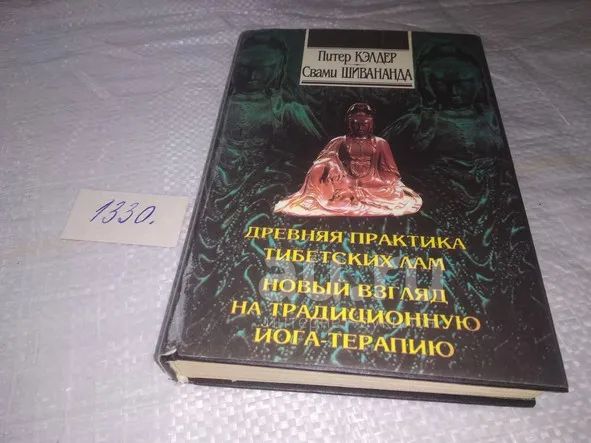 Питер КЭЛДЕР
Свами ШИВАНАНДА
ДРЕВНЯЯ ПРАКТИКА
ТИБЕТСКИХ ЛАМ
НОВЫЙ ВЗГЛЯД
НА ТРАДИЦИОННУЮ
ЙОГА-ТЕРАПИЮ
1330.